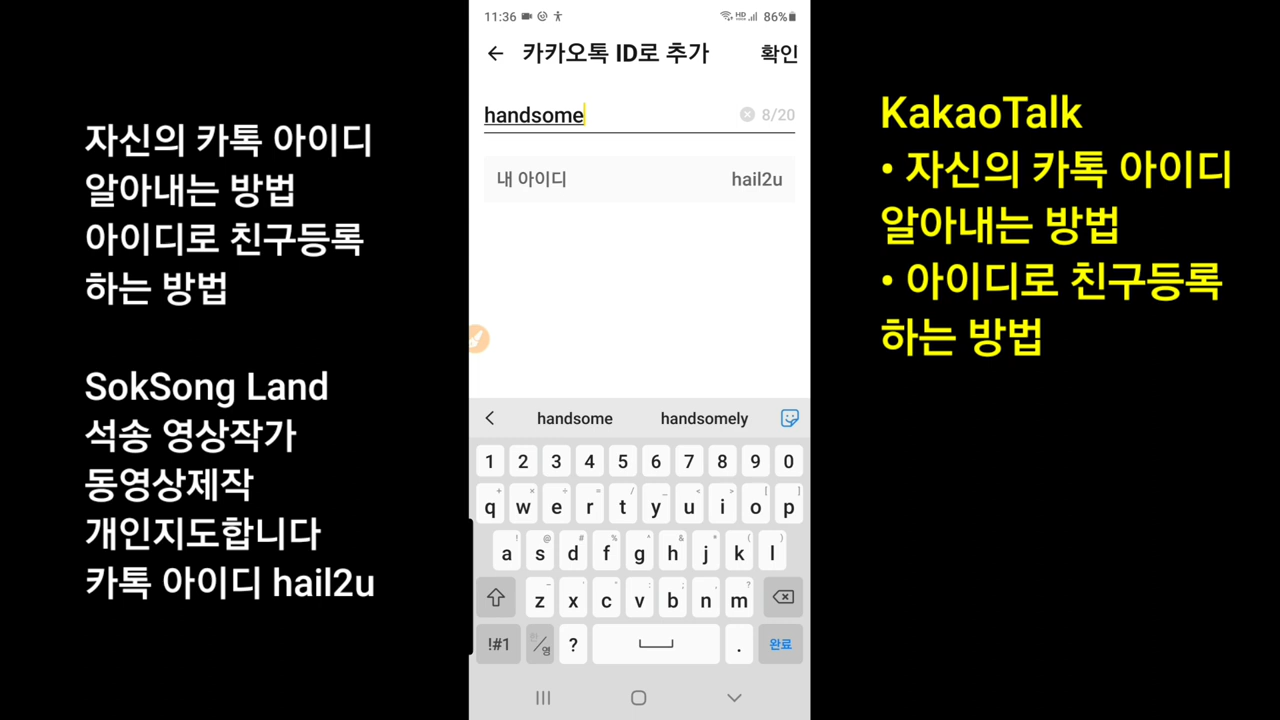 자신의 카톡 아이디
알아내는 방법
아이디로 친구등록
하는 방법
SokSong Land
석송 영상작가
동영상제작
개인지도합니다
카톡 아이디 hail2u
11:36 86%
카카오톡 ID로 추가 확인
handsome 8/20
내 아이디 hail2u
handsome handsomely
1 2 3 4 5 6 7 8 9 0
q w e r t y u i o p
a s d f g h j k l
z x c v b n m
!#1 한/영 ? . 완료
KakaoTalk
• 자신의 카톡 아이디
알아내는 방법
• 아이디로 친구등록
하는 방법